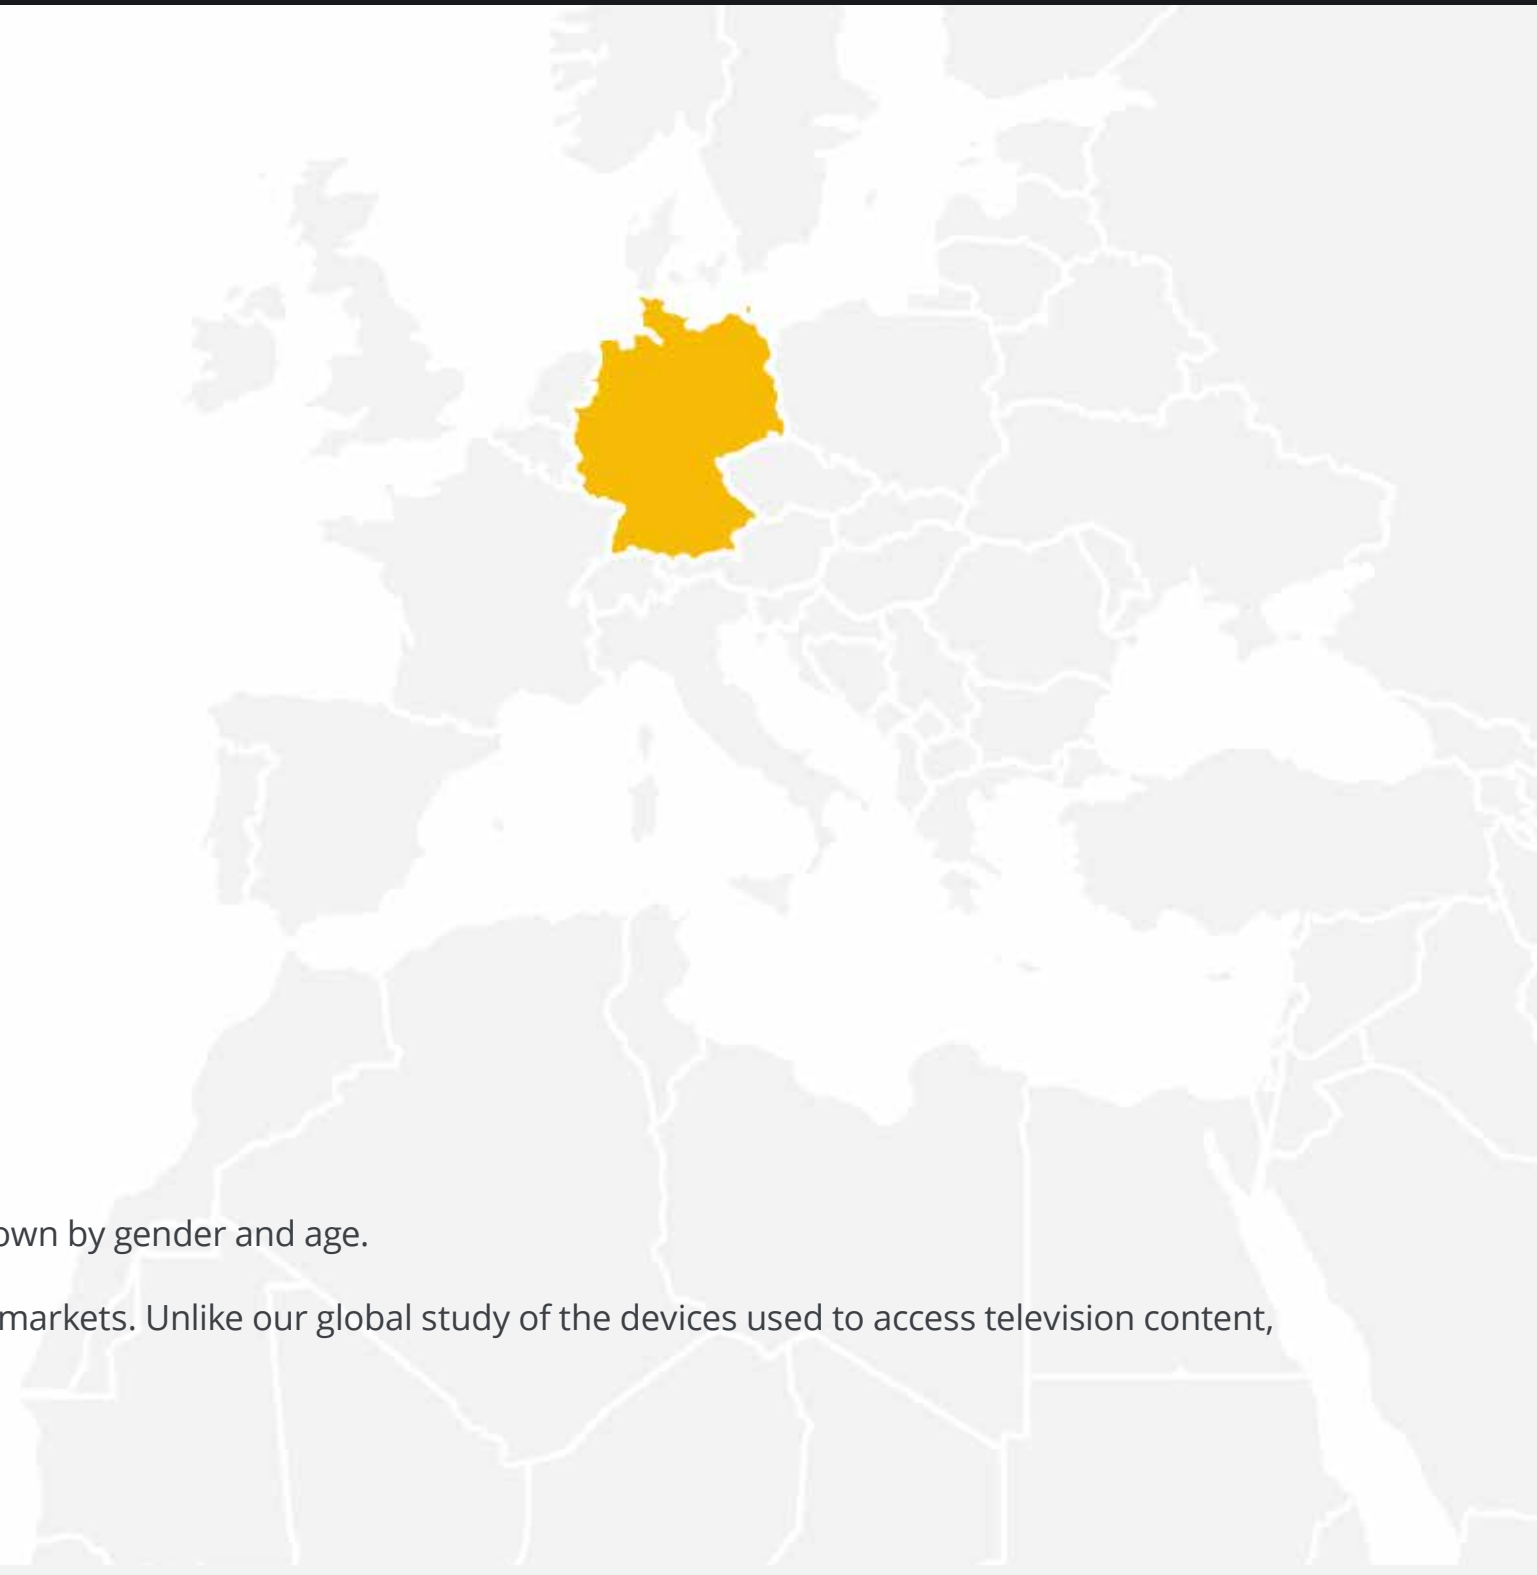 own by gender and age.
markets. Unlike our global study of the devices used to access television content,